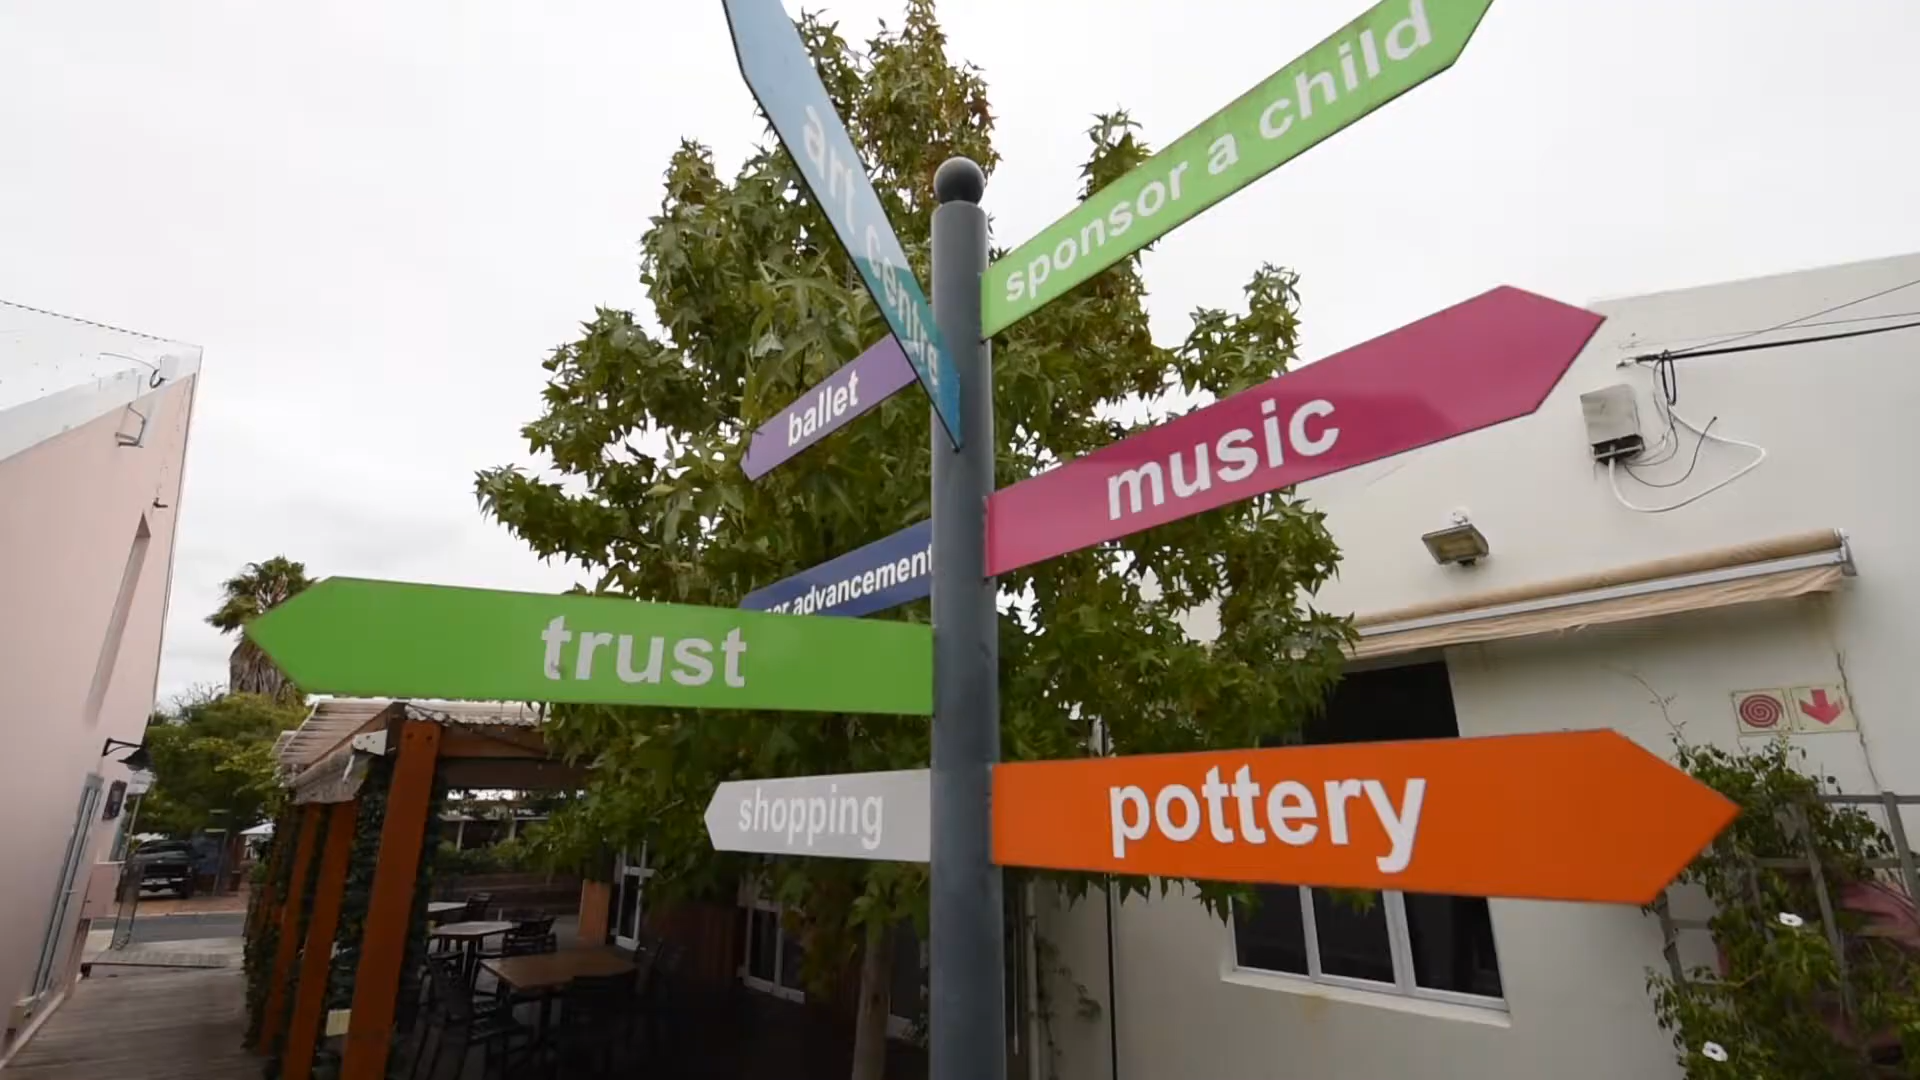 art centre
sponsor a child
ballet
music
advancement
trust
shopping
pottery